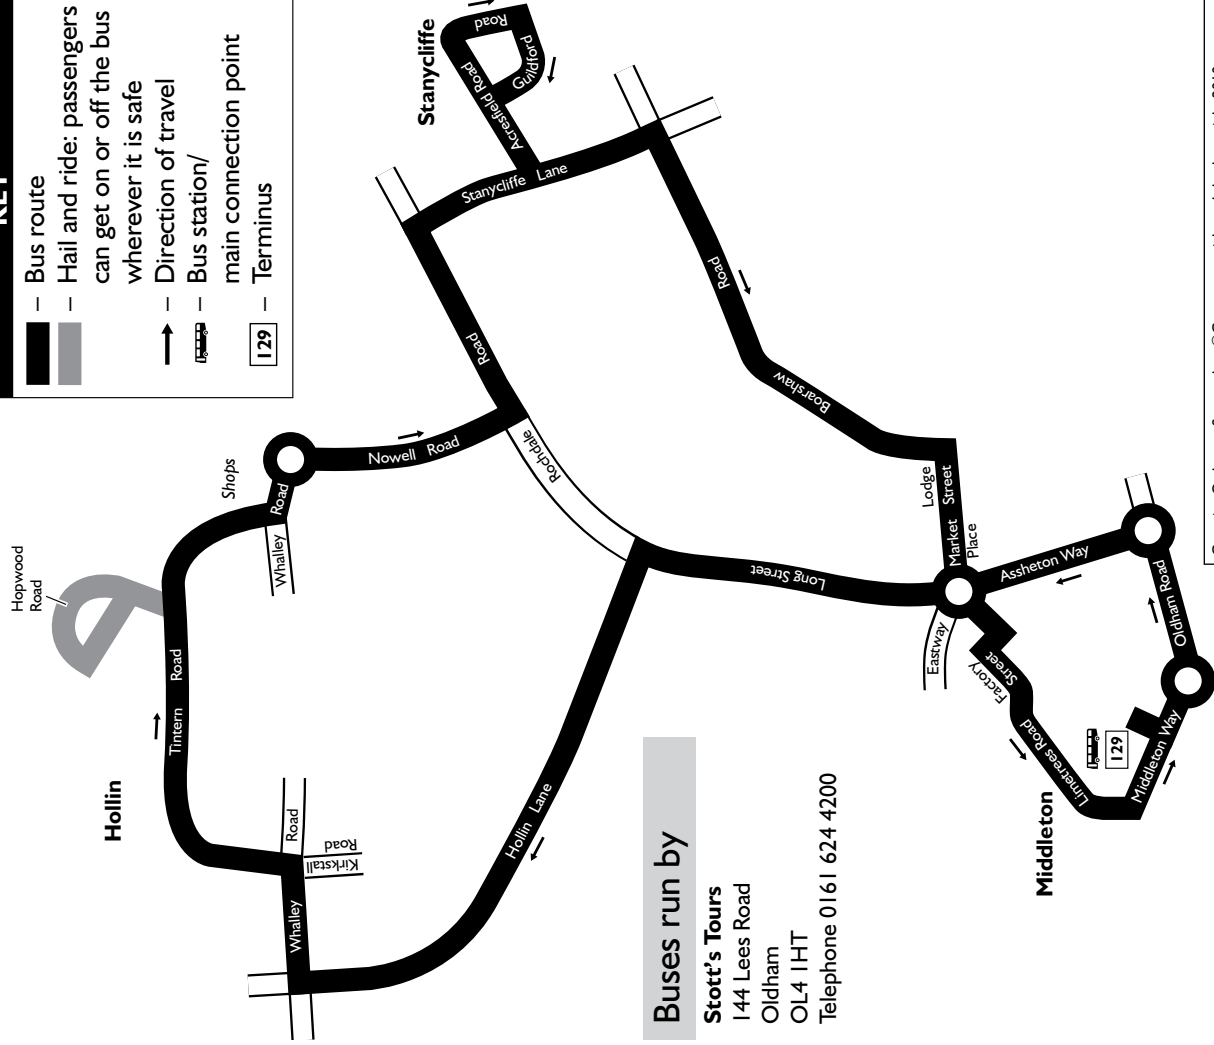 KEY
– Bus route
– Hail and ride: passengers
can get on or off the bus
wherever it is safe
– Direction of travel
– Bus station/
main connection point
129 – Terminus
Hopwood
Road
Hollin
Tintern Road
Shops
Whalley
Road
Whalley
Road
Kirkstall
Road
Nowell Road
Road
Rochdale
Stanycliffe
Stanycliffe Lane
Acresfield Road
Guildford
Road
Road
Boarshaw
Hollin Lane
Long Street
Lodge
Street
Market
Place
Eastway
Assheton Way
Factory
Street
Limetrees Road
129
Middleton Way
Oldham Road
Middleton
Buses run by
Stott's Tours
144 Lees Road
Oldham
OL4 1HT
Telephone 0161 624 4200